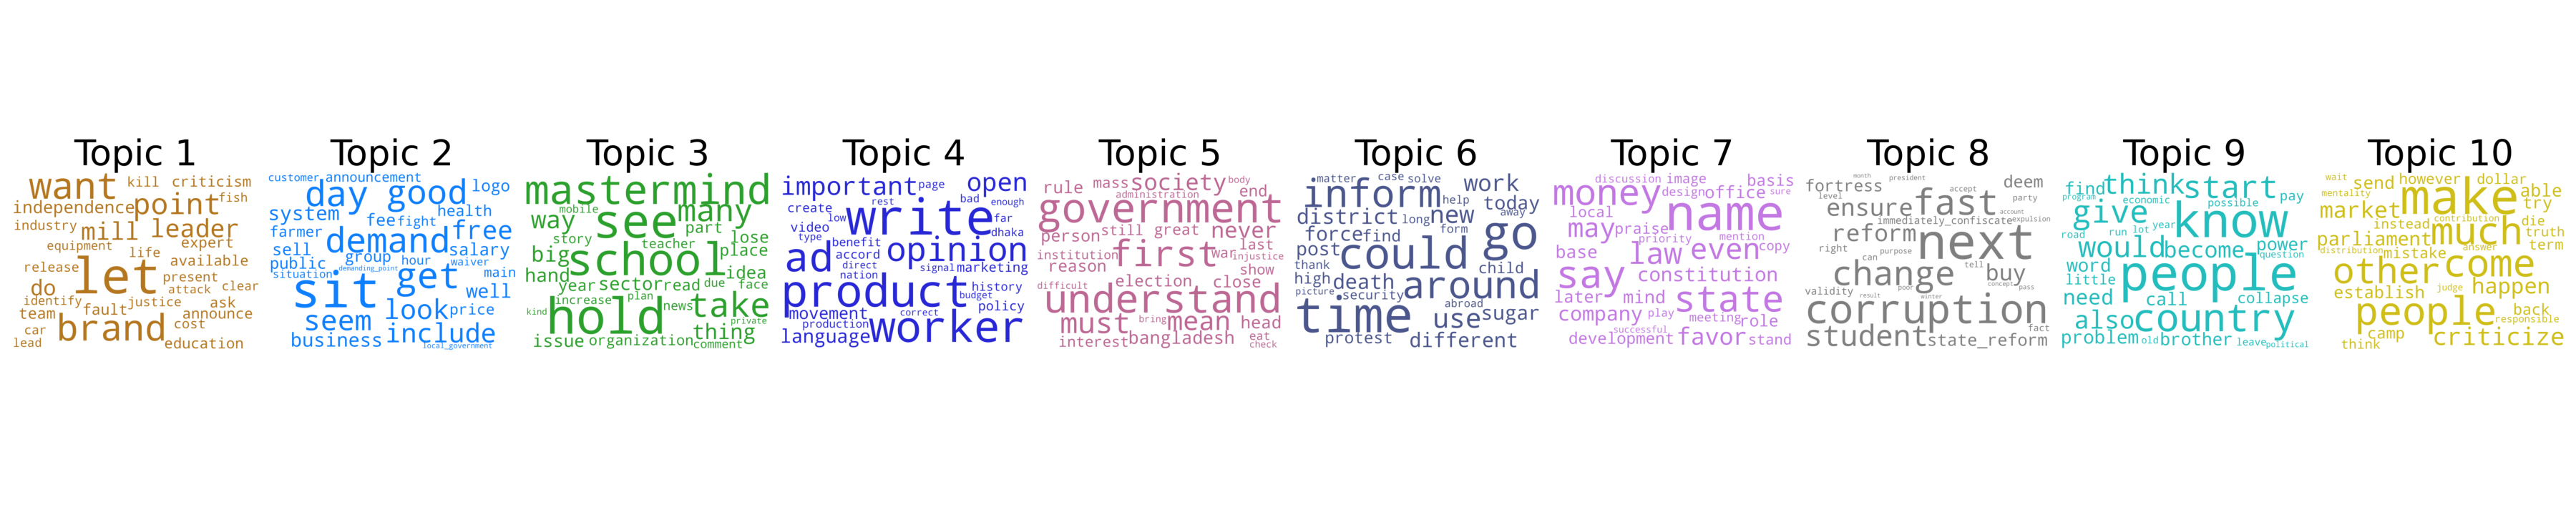 Topic 1
want kill criticism
independence point fish
industry mill leader
equipment expert
life available
release let present
do attack clear
identify fault justice ask
team announce
car brand cost
lead education
Topic 2
customer announcement
day good logo
system fee fight health
farmer demand free
sell group hour waiver salary
public demanding_point
situation sit get main
look well
seem price
business include
local_government
Topic 3
mastermind
mobile see many
way part
story teacher lose
big school place
hand idea
year sector read due face
increase plan news take
kind hold private
thing
issue organization comment
Topic 4
important page open
create rest bad enough
low write far
video dhaka
type benefit opinion
ad accord
direct signal marketing
nation
product history
budget
movement correct policy
production worker
language
Topic 5
rule mass society body
administration end
government
person still great never
institution first war last
reason injustice
show
difficult election close
understand
must bring mean head
interest bangladesh eat
check
Topic 6
matter case solve work
inform help today
district long new away
force find form
post could go
thank child
high death around
picture security abroad
time use sugar
protest different
Topic 7
discussion image basis
money design office sure
local name
may praise mention
priority
base law even copy
say constitution
later mind state
company play meeting role
successful
development favor stand
Topic 8
month president
fortress accept deem
level party
ensure fast account
immediately_confiscate expulsion
reform next
right purpose
can tell
change poor buy
concept pass
validity result winter
corruption
fact
student state_reform
Topic 9
find think start pay
program economic possible
give know
road run lot year
would become power
question
word people
little
need call collapse
also country
problem old brother leave political
Topic 10
wait send however dollar
mentality make able
try
market contribution die
instead much truth
parliament answer term
distribution mistake
other come
establish judge happen
people back
responsible
camp criticize
think